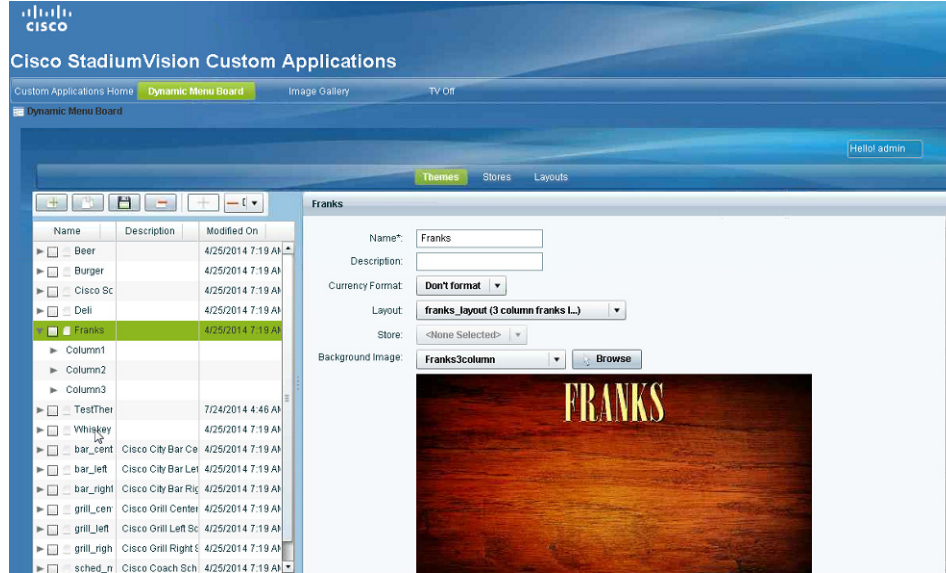 CISCO
Cisco StadiumVision Custom Applications
Custom Applications Home Dynamic Menu Board Image Gallery TV Off
Dynamic Menu Board
Hello! admin
Themes Stores Layouts
Franks
Name Description Modified On
Beer 4/25/2014 7:19 AM
Burger 4/25/2014 7:19 AM
Cisco Sc 4/25/2014 7:19 AM
Deli 4/25/2014 7:19 AM
Franks 4/25/2014 7:19 AM
Column1
Column2
Column3
TestTher 7/24/2014 4:46 AM
Whiskey 4/25/2014 7:19 AM
bar_cent Cisco City Bar Ce 4/25/2014 7:19 AM
bar_left Cisco City Bar Let 4/25/2014 7:19 AM
bar_right Cisco City Bar Rig 4/25/2014 7:19 AM
grill_cen Cisco Grill Center 4/25/2014 7:19 AM
grill_left Cisco Grill Left Sc 4/25/2014 7:19 AM
grill_righ Cisco Grill Right S 4/25/2014 7:19 AM
sched_n Cisco Coach Sch 4/25/2014 7:19 AM
Name*: Franks
Description:
Currency Format: Don't format
Layout: franks_layout (3 column franks l...)
Store: <None Selected>
Background Image: Franks3column Browse
FRANKS